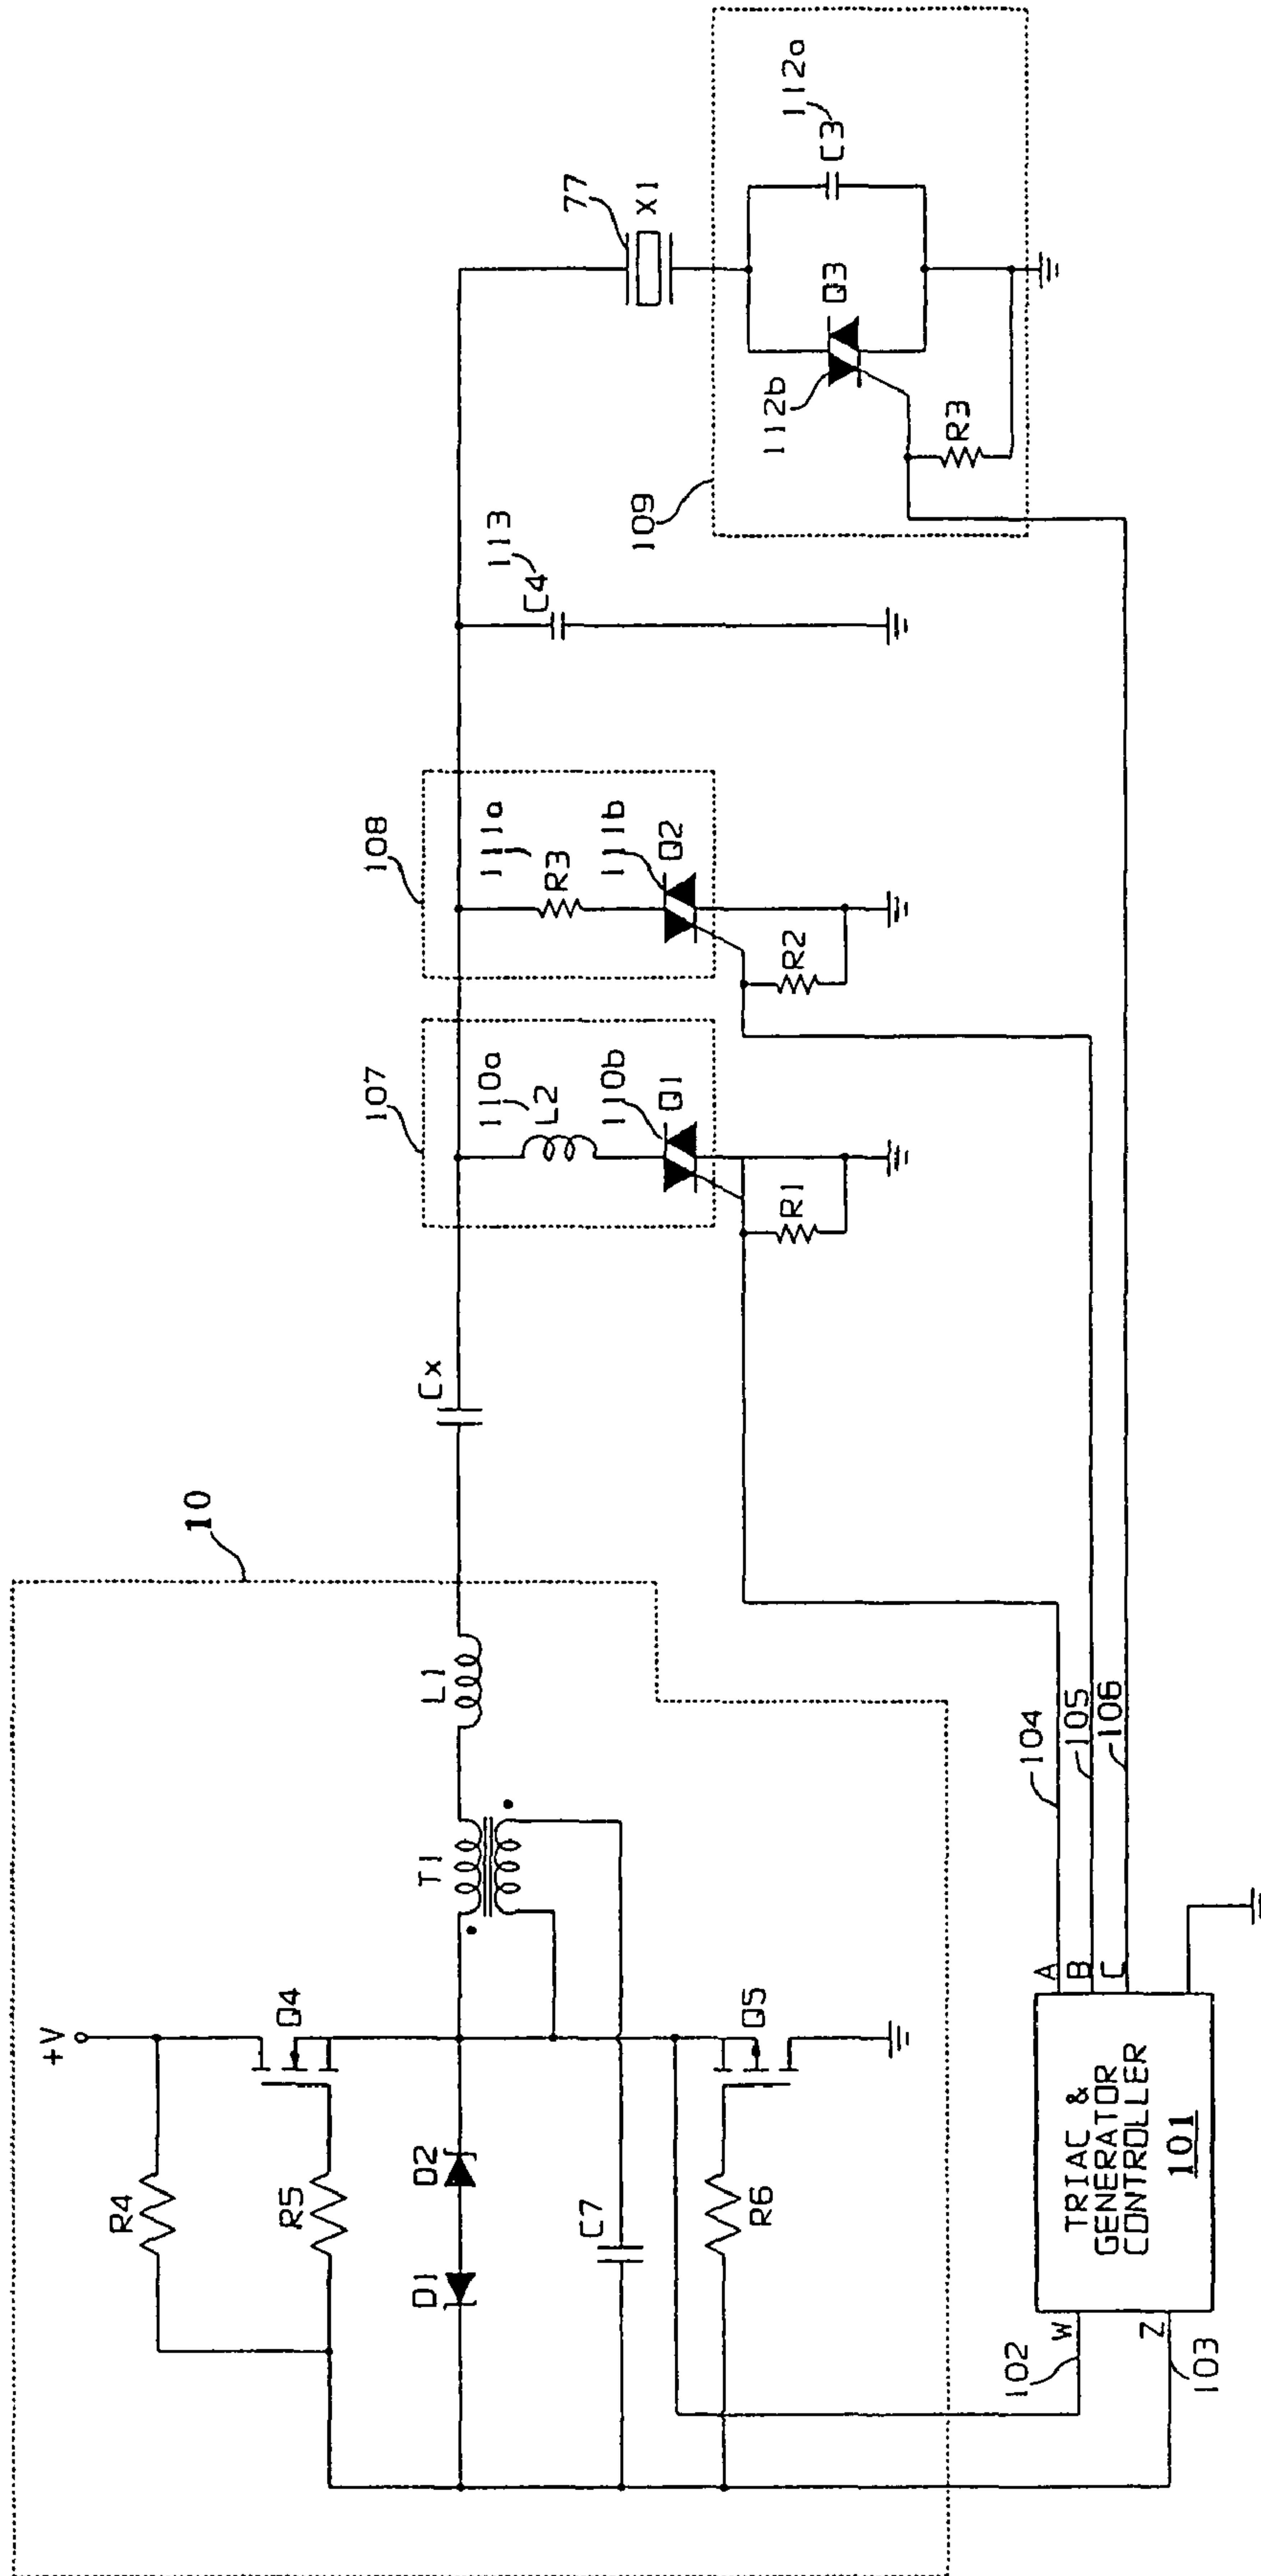 10
+V
R4
Q4
R5
D1
D2
T1
L1
Cx
C7
R6
Q5
107
110a
L2
110b
Q1
R1
108
111a
R3
111b
Q2
R2
113
C4
77
X1
109
112b
Q3
C3
112a
R3
102
W
103
Z
TRIAC &
GENERATOR
CONTROLLER
101
A
B
C
104
105
106